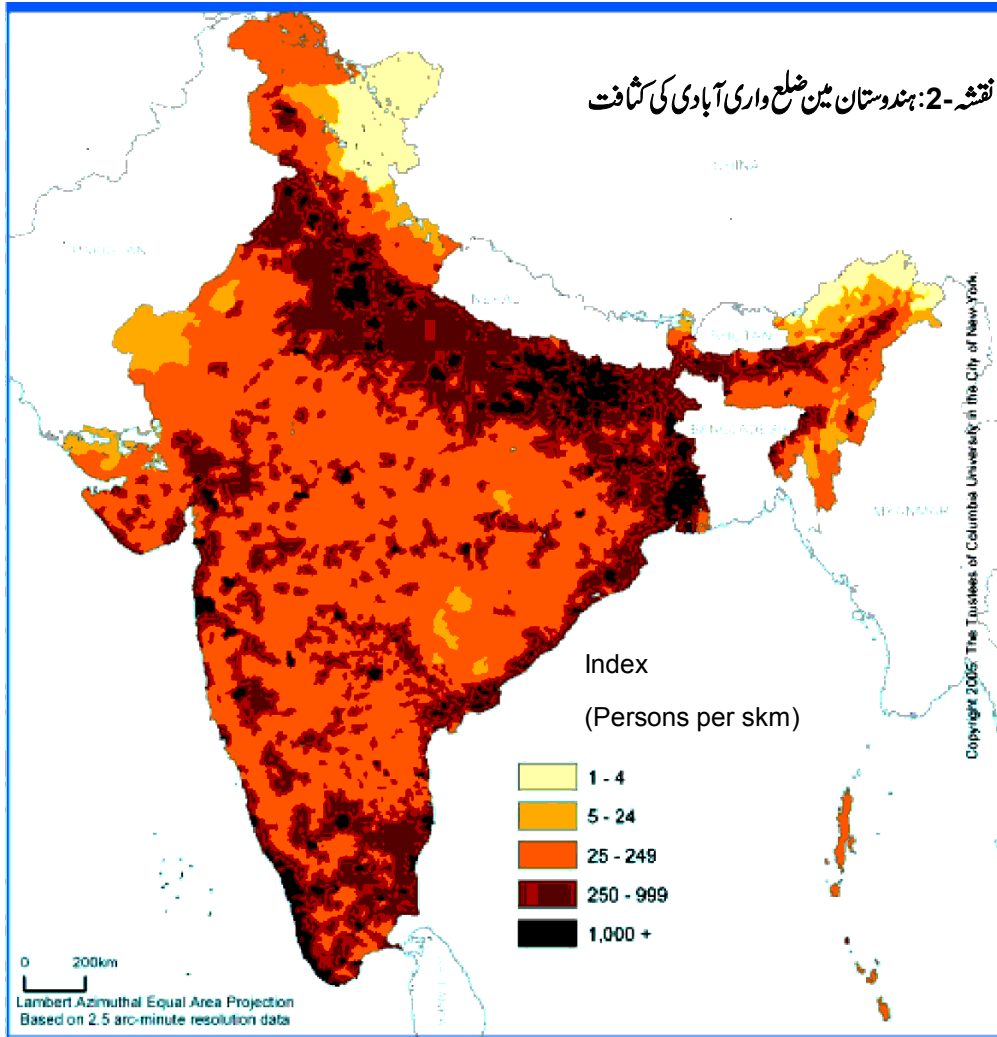 نقشہ-2: ہندوستان مین ضلع واری آبادی کی کثافت
CHINA
PAKISTAN
NEPAL
BHUTAN
BANGLADESH
MYANMAR
Index
(Persons per skm)
1 - 4
5 - 24
25 - 249
250 - 999
1,000 +
0 200km
Lambert Azimuthal Equal Area Projection
Based on 2.5 arc-minute resolution data
Copyright 2005. The Trustees of Columbia University in the City of New York.